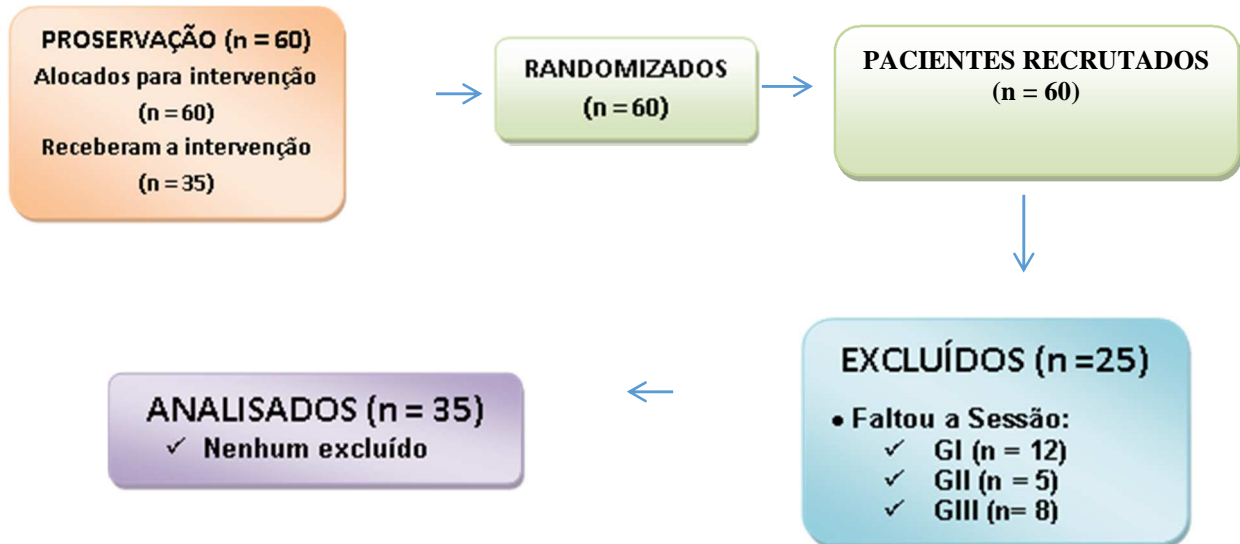 PROSERVAÇÃO (n = 60)
Alocados para intervenção
(n = 60)
Receberam a intervenção
(n = 35)
RANDOMIZADOS
(n = 60)
PACIENTES RECRUTADOS
(n = 60)
EXCLUÍDOS (n =25)
• Faltou a Sessão:
✓ GI (n = 12)
✓ GII (n = 5)
✓ GIII (n= 8)
ANALISADOS (n = 35)
✓ Nenhum excluído